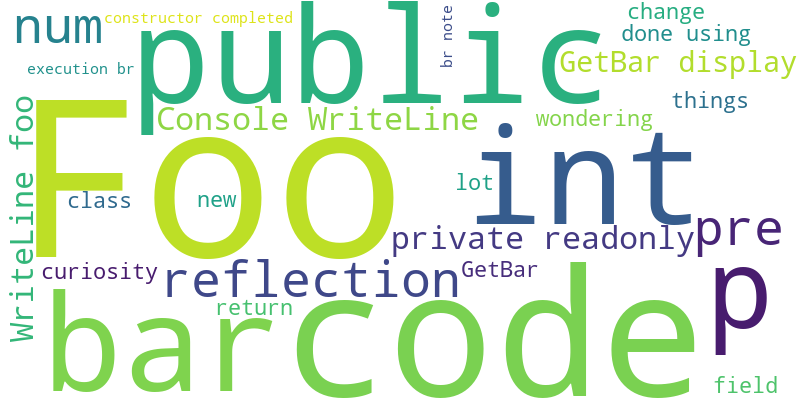 num
constructor completed
public
br note
change
done using
GetBar display
execution br
things
WriteLine foo
Foo
Console WriteLine
wondering
int
class
new
lot
private readonly
pre
curiosity
reflection
GetBar
p
return
bar
code
field